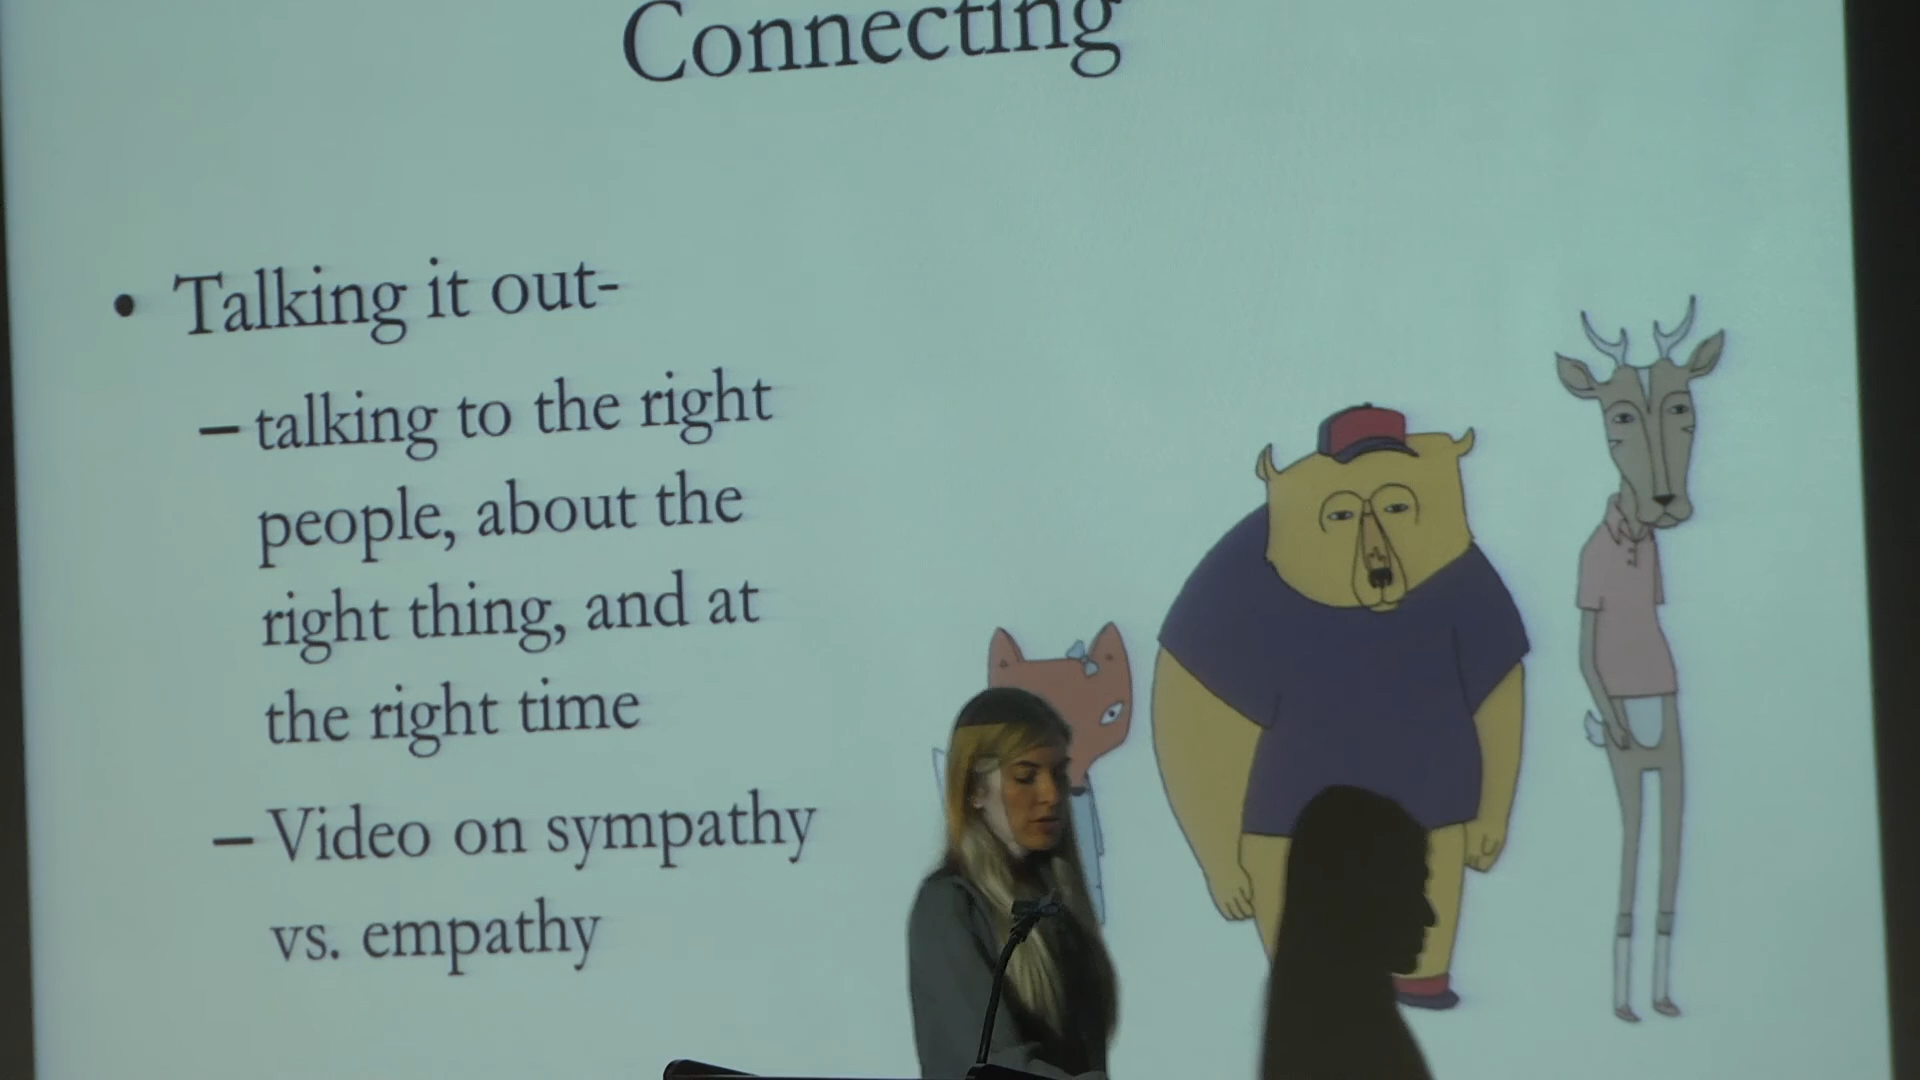 Connecting
• Talking it out-
– talking to the right
people, about the
right thing, and at
the right time
– Video on sympathy
vs. empathy